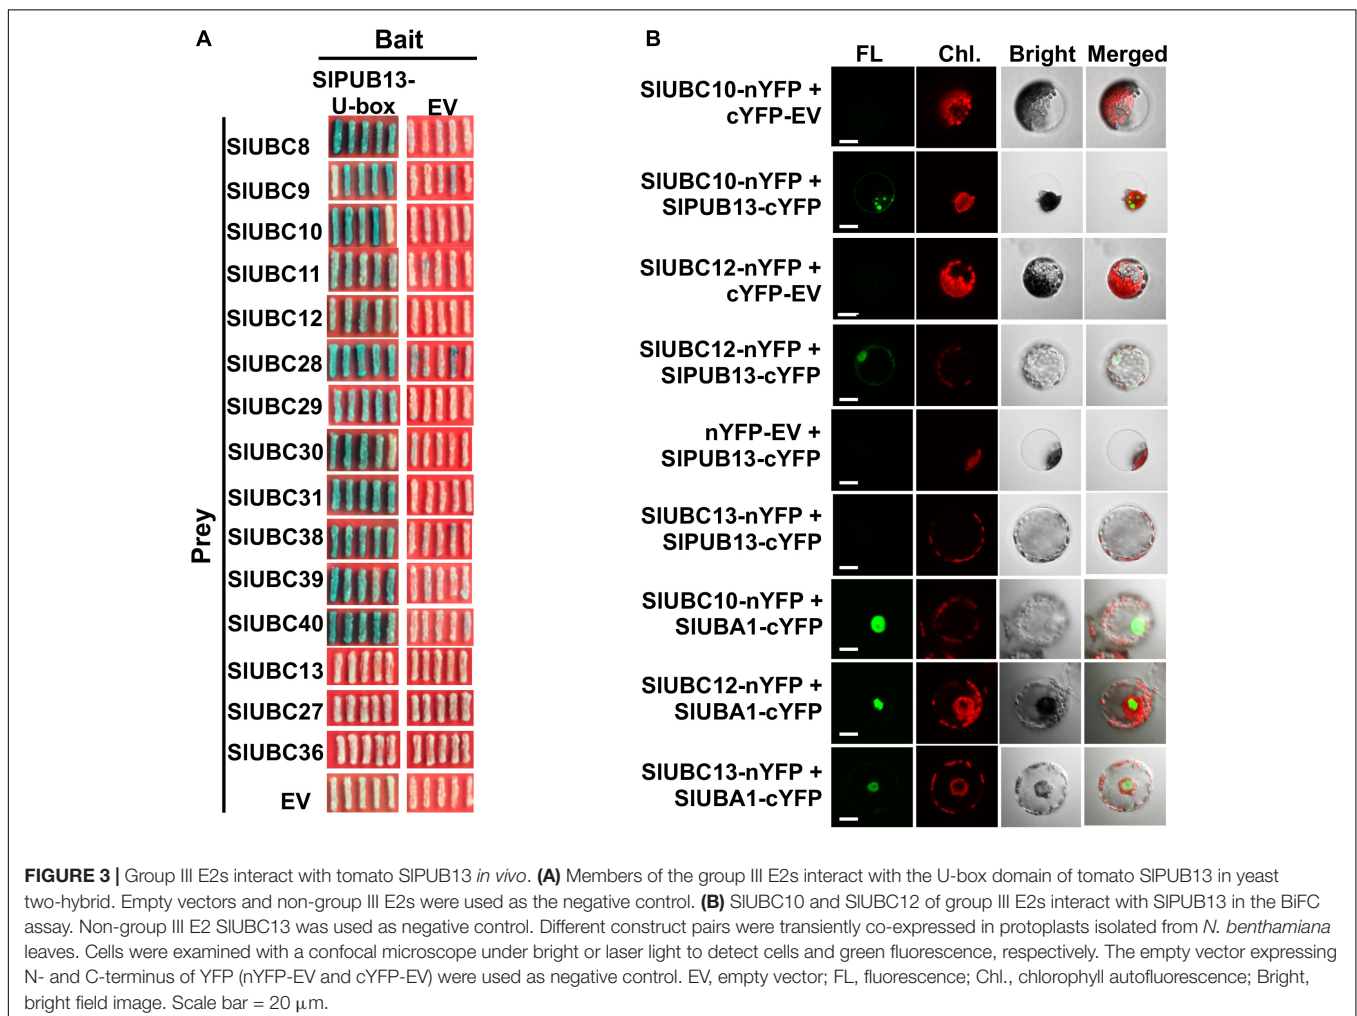 A
Bait
SlPUB13-
U-box
EV
Prey
SlUBC8
SlUBC9
SlUBC10
SlUBC11
SlUBC12
SlUBC28
SlUBC29
SlUBC30
SlUBC31
SlUBC38
SlUBC39
SlUBC40
SlUBC13
SlUBC27
SlUBC36
EV
B
FL Chl. Bright Merged
SlUBC10-nYFP +
cYFP-EV
SlUBC10-nYFP +
SlPUB13-cYFP
SlUBC12-nYFP +
cYFP-EV
SlUBC12-nYFP +
SlPUB13-cYFP
nYFP-EV +
SlPUB13-cYFP
SlUBC13-nYFP +
SlPUB13-cYFP
SlUBC10-nYFP +
SlUBA1-cYFP
SlUBC12-nYFP +
SlUBA1-cYFP
SlUBC13-nYFP +
SlUBA1-cYFP
FIGURE 3 | Group III E2s interact with tomato SlPUB13 in vivo. (A) Members of the group III E2s interact with the U-box domain of tomato SlPUB13 in yeast
two-hybrid. Empty vectors and non-group III E2s were used as the negative control. (B) SlUBC10 and SlUBC12 of group III E2s interact with SlPUB13 in the BiFC
assay. Non-group III E2 SlUBC13 was used as negative control. Different construct pairs were transiently co-expressed in protoplasts isolated from N. benthamiana
leaves. Cells were examined with a confocal microscope under bright or laser light to detect cells and green fluorescence, respectively. The empty vector expressing
N- and C-terminus of YFP (nYFP-EV and cYFP-EV) were used as negative control. EV, empty vector; FL, fluorescence; Chl., chlorophyll autofluorescence; Bright,
bright field image. Scale bar = 20 μm.